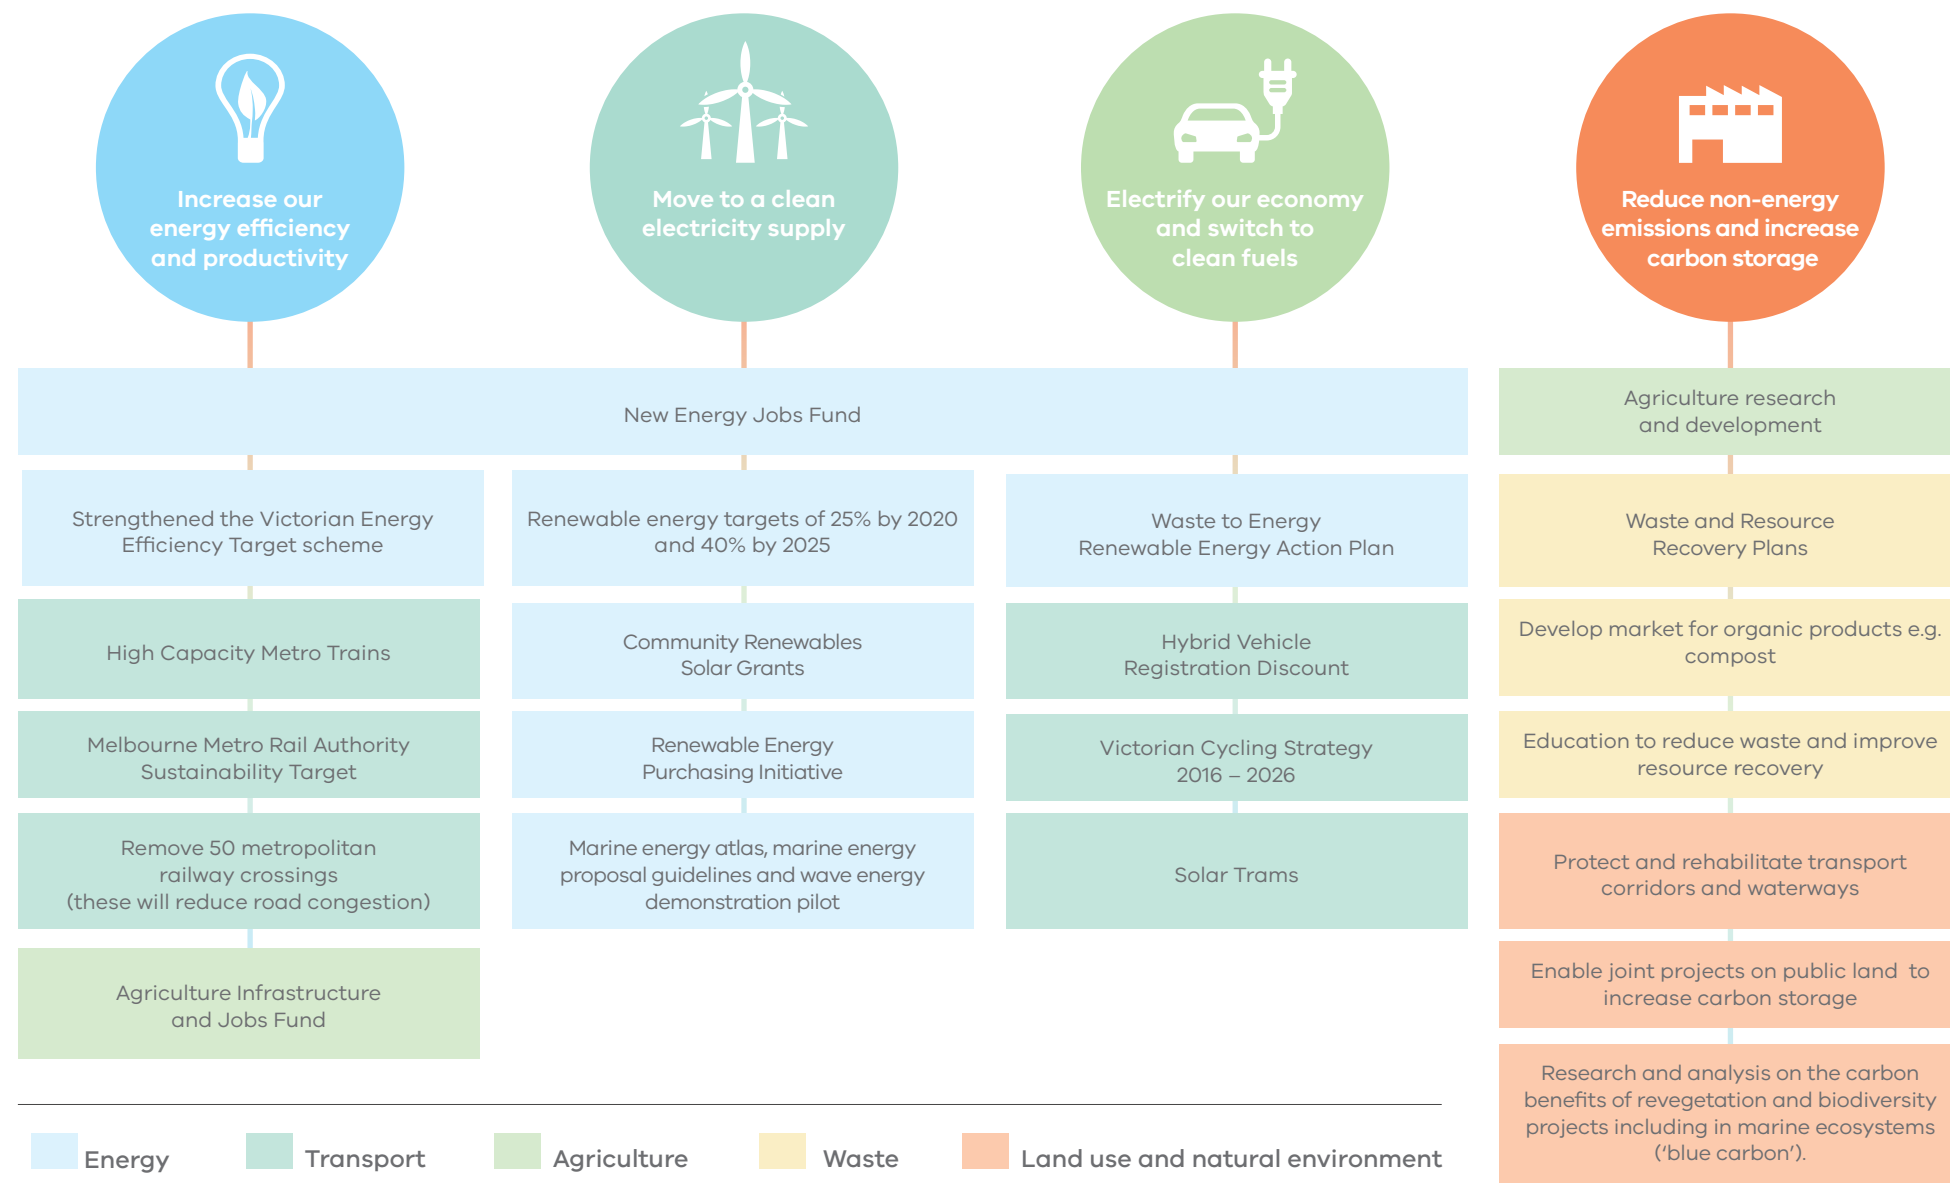 Increase our
energy efficiency
and productivity
Move to a clean
electricity supply
Electrify our economy
and switch to
clean fuels
Reduce non-energy
emissions and increase
carbon storage
New Energy Jobs Fund
Agriculture research
and development
Strengthened the Victorian Energy
Efficiency Target scheme
Renewable energy targets of 25% by 2020
and 40% by 2025
Waste to Energy
Renewable Energy Action Plan
Waste and Resource
Recovery Plans
High Capacity Metro Trains
Community Renewables
Solar Grants
Hybrid Vehicle
Registration Discount
Develop market for organic products e.g.
compost
Melbourne Metro Rail Authority
Sustainability Target
Renewable Energy
Purchasing Initiative
Victorian Cycling Strategy
2016 – 2026
Education to reduce waste and improve
resource recovery
Remove 50 metropolitan
railway crossings
(these will reduce road congestion)
Marine energy atlas, marine energy
proposal guidelines and wave energy
demonstration pilot
Solar Trams
Protect and rehabilitate transport
corridors and waterways
Agriculture Infrastructure
and Jobs Fund
Enable joint projects on public land to
increase carbon storage
Research and analysis on the carbon
benefits of revegetation and biodiversity
projects including in marine ecosystems
(‘blue carbon’).
Energy
Transport
Agriculture
Waste
Land use and natural environment